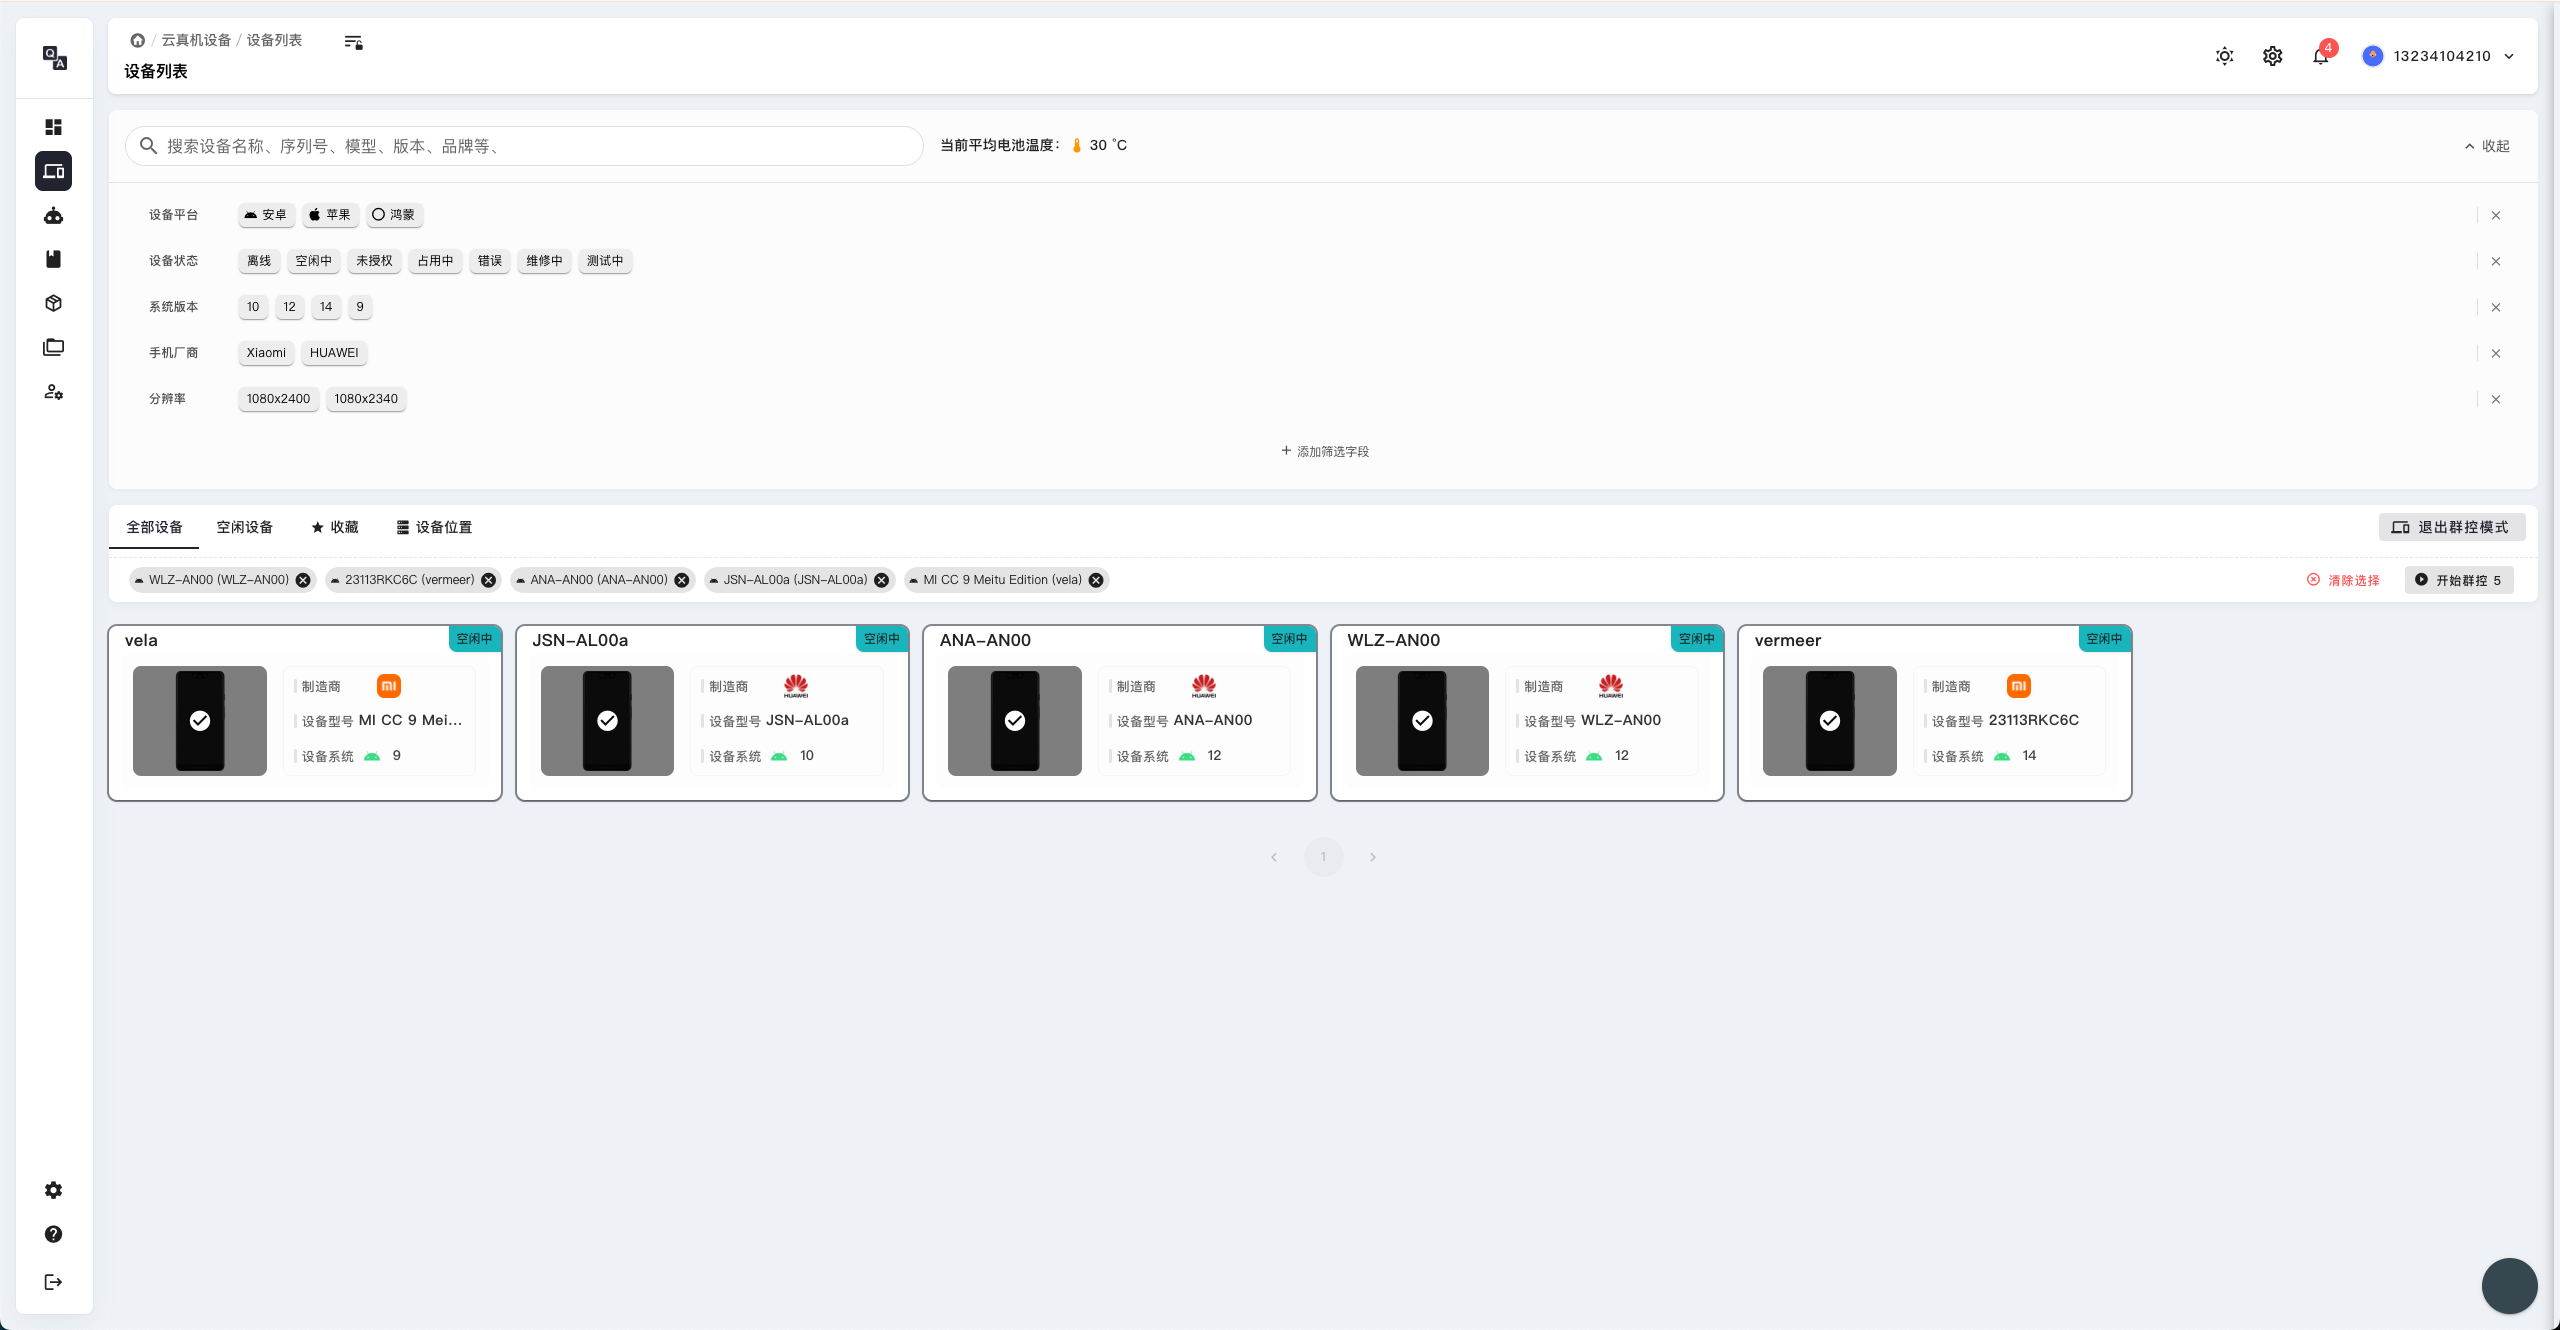 QA
/ 云真机设备 / 设备列表
设备列表
4
13234104210
搜索设备名称、序列号、模型、版本、品牌等、
当前平均电池温度： 30 ℃
收起
设备平台 安卓 苹果 鸿蒙
设备状态 离线 空闲中 未授权 占用中 错误 维修中 测试中
系统版本 10 12 14 9
手机厂商 Xiaomi HUAWEI
分辨率 1080x2400 1080x2340
+ 添加筛选字段
全部设备 空闲设备 收藏 设备位置 退出群控模式
WLZ-AN00 (WLZ-AN00) 23113RKC6C (vermeer) ANA-AN00 (ANA-AN00) JSN-AL00a (JSN-AL00a) MI CC 9 Meitu Edition (vela) 清除选择 开始群控 5
vela 空闲中
制造商
设备型号 MI CC 9 Mei...
设备系统 9
JSN-AL00a 空闲中
制造商 HUAWEI
设备型号 JSN-AL00a
设备系统 10
ANA-AN00 空闲中
制造商 HUAWEI
设备型号 ANA-AN00
设备系统 12
WLZ-AN00 空闲中
制造商 HUAWEI
设备型号 WLZ-AN00
设备系统 12
vermeer 空闲中
制造商
设备型号 23113RKC6C
设备系统 14
1